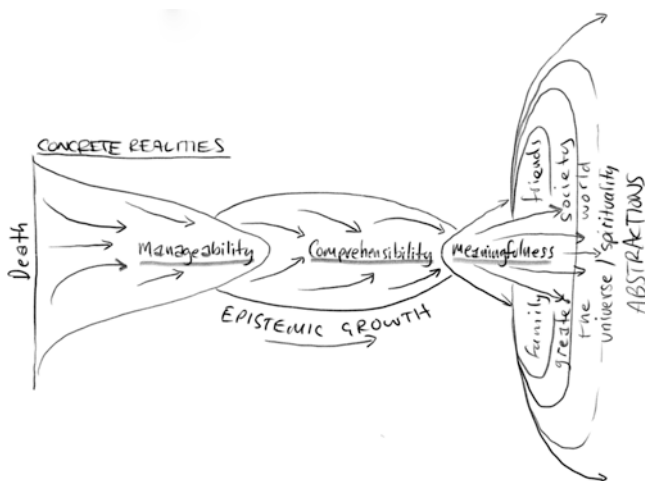 CONCRETE REALITIES
Death
Manageability
Comprehensibility
Meaningfulness
EPISTEMIC GROWTH
family friends
greater society
the world
universe / spirituality
ABSTRACTIONS